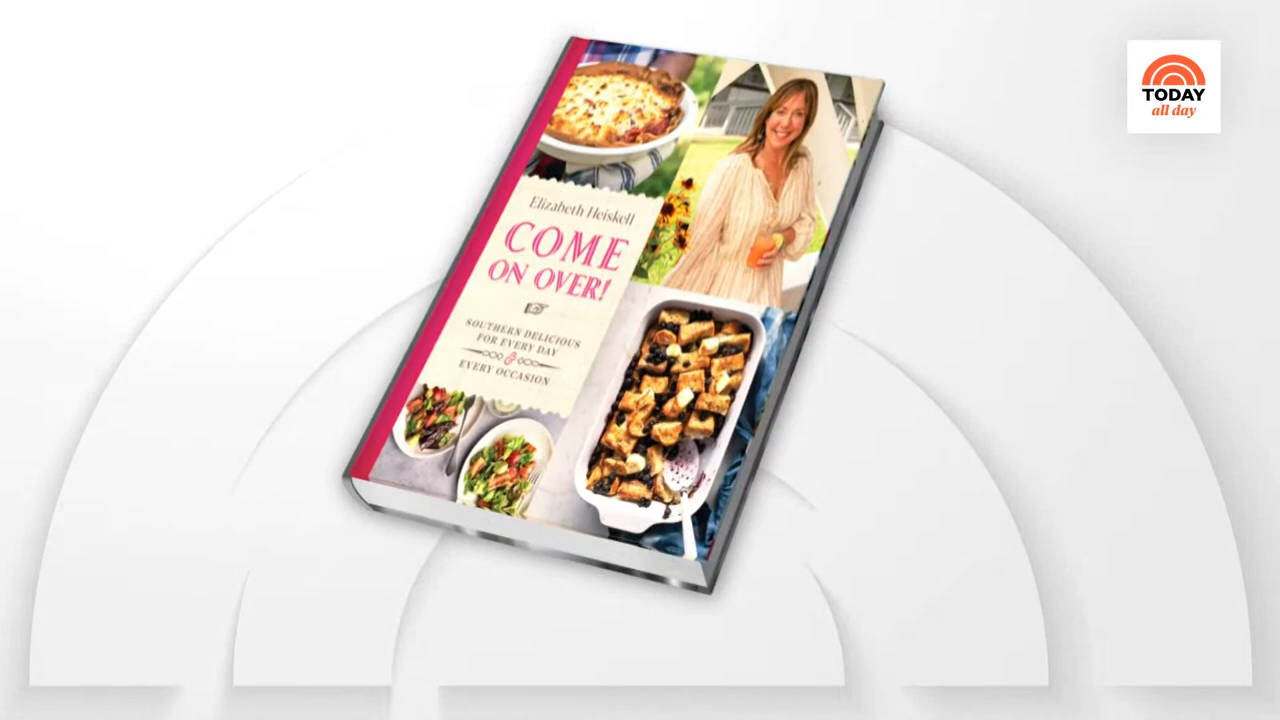 Elizabeth Heiskell
COME
ON OVER!
SOUTHERN DELICIOUS
FOR EVERY DAY
&
EVERY OCCASION
TODAY
all day